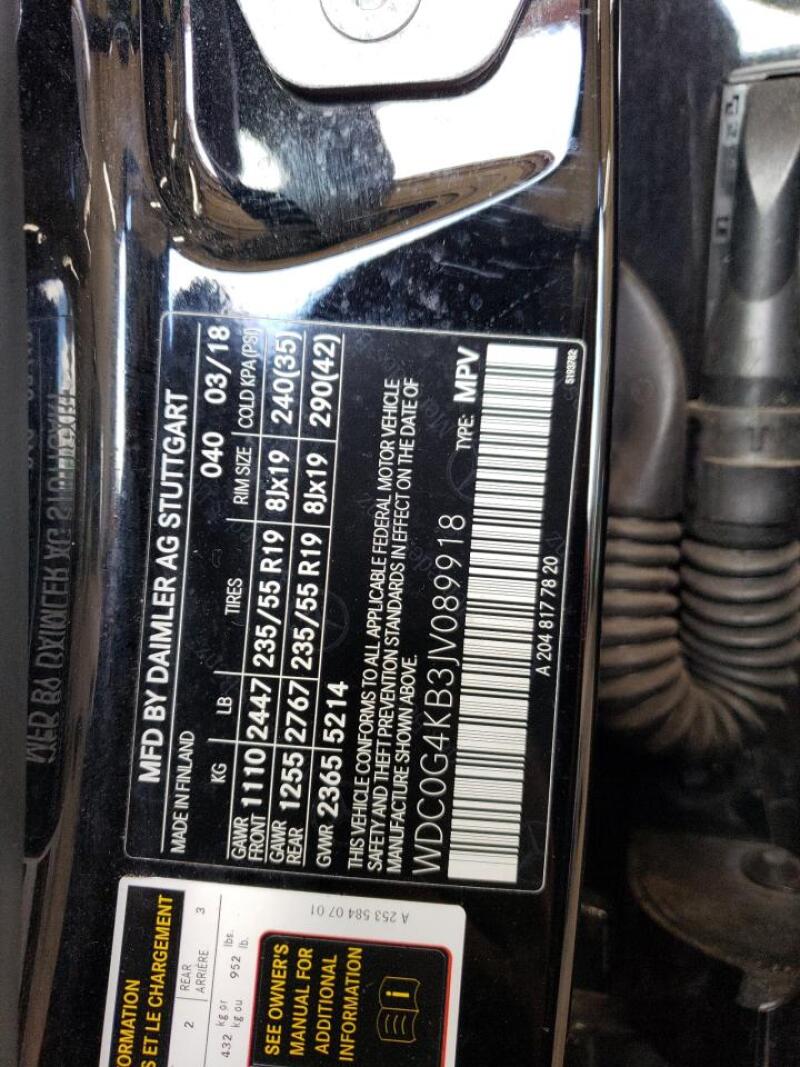 MFD BY DAIMLER AG STUTTGART
MADE IN FINLAND 040 03/18
KG LB TIRES RIM SIZE COLD KPA(PSI)
GAWR FRONT 1110 2447 235/55 R19 8Jx19 240(35)
GAWR REAR 1255 2767 235/55 R19 8Jx19 290(42)
GVWR 2365 5214
THIS VEHICLE CONFORMS TO ALL APPLICABLE FEDERAL MOTOR VEHICLE
SAFETY AND THEFT PREVENTION STANDARDS IN EFFECT ON THE DATE OF
MANUFACTURE SHOWN ABOVE.
WDC0G4KB3JV089918 TYPE: MPV
A 204 817 78 20
5193782
ORMATION
S ET LE CHARGEMENT
2 REAR ARRIÈRE 3
432 kg or kg ou 952 lbs. lb.
SEE OWNER'S
MANUAL FOR
ADDITIONAL
INFORMATION
A 253 584 07 01